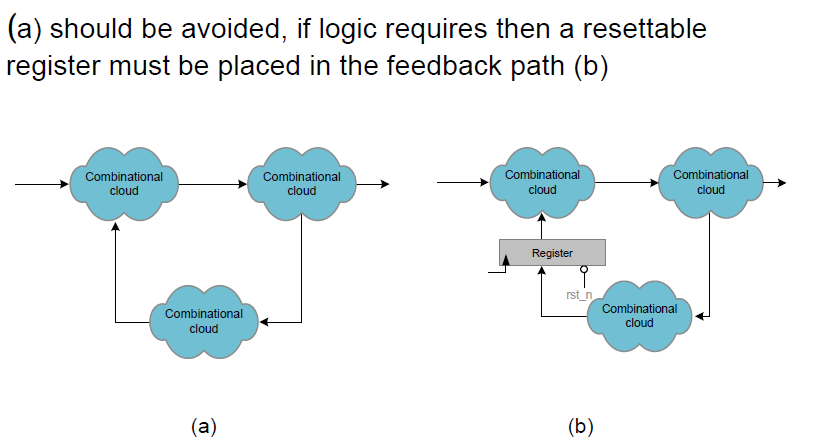 (a) should be avoided, if logic requires then a resettable
register must be placed in the feedback path (b)
Combinational
cloud
Combinational
cloud
Combinational
cloud
(a)
Combinational
cloud
Combinational
cloud
Register
rst_n
Combinational
cloud
(b)